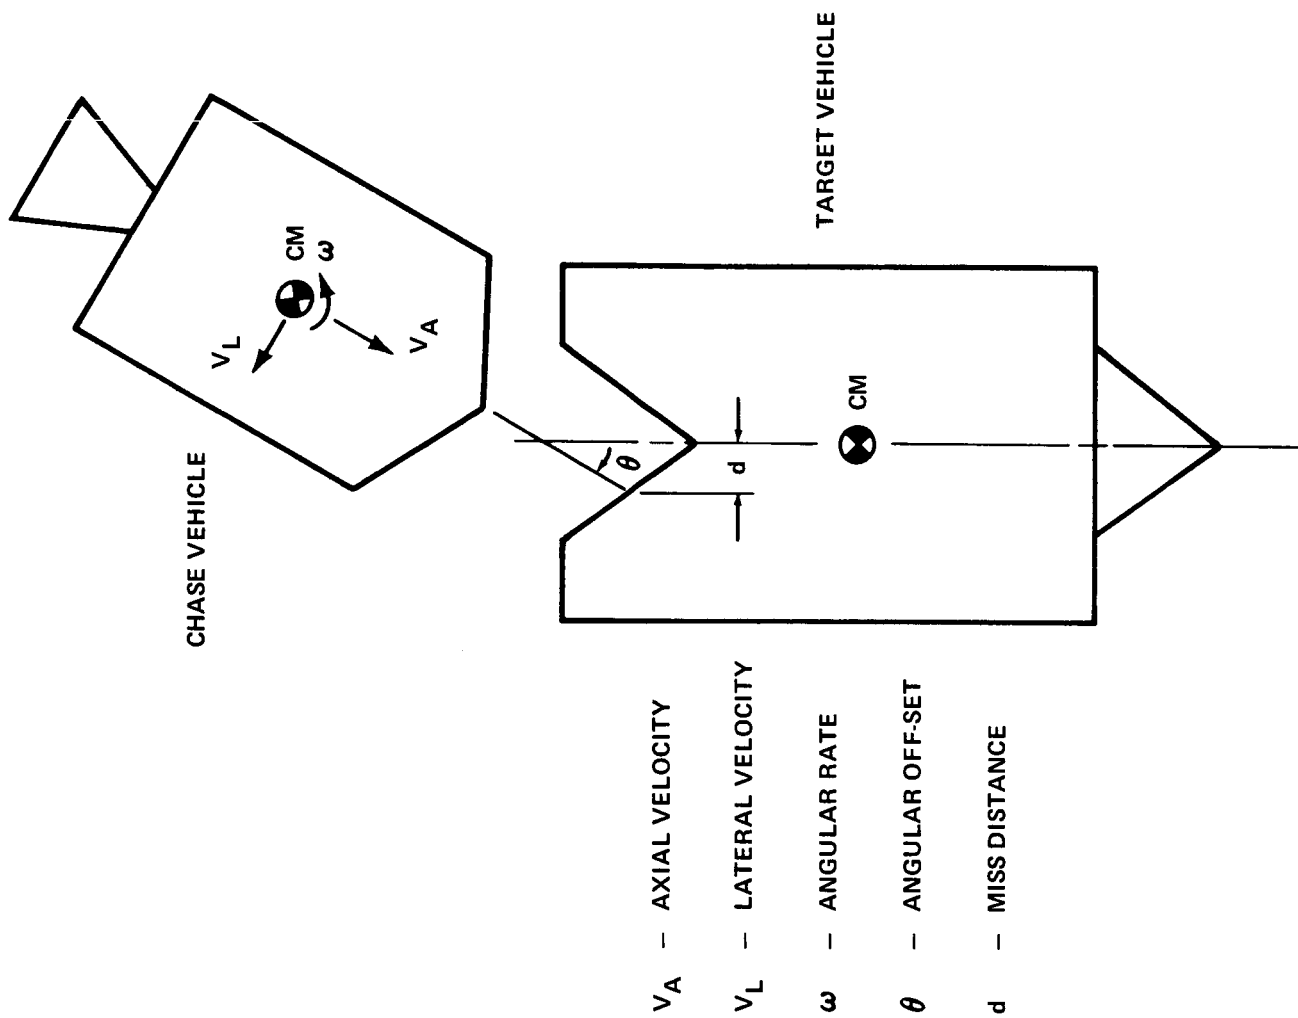 CHASE VEHICLE
CM
ω
V_L
V_A
θ
d
CM
TARGET VEHICLE
V_A – AXIAL VELOCITY
V_L – LATERAL VELOCITY
ω – ANGULAR RATE
θ – ANGULAR OFF-SET
d – MISS DISTANCE